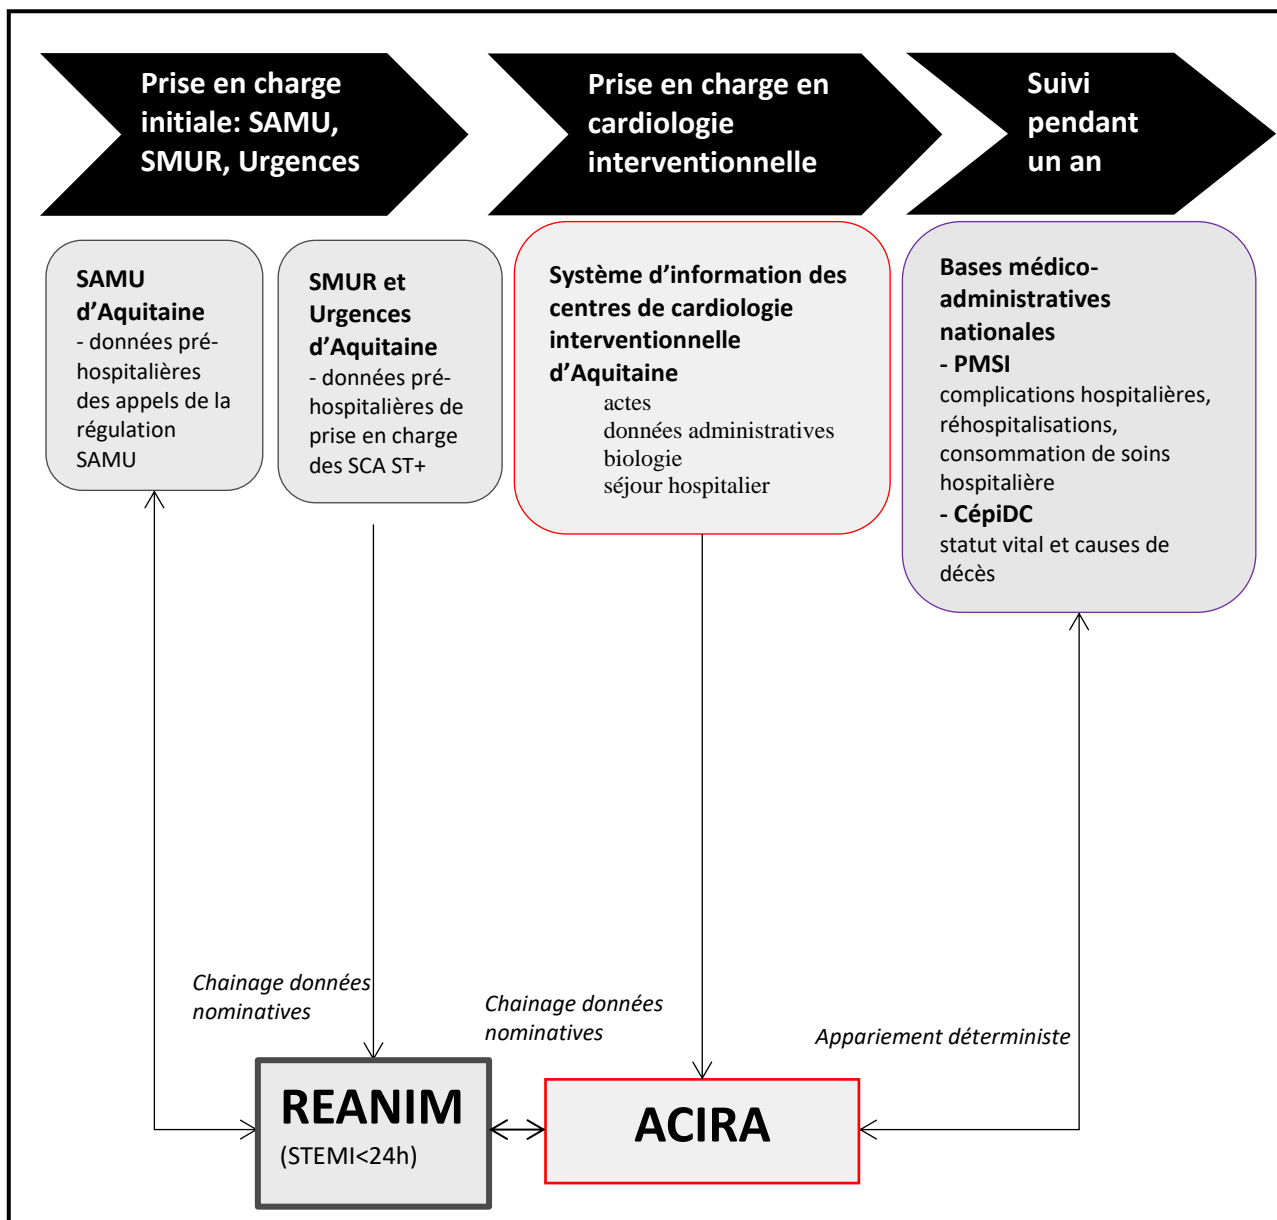 Prise en charge
initiale: SAMU,
SMUR, Urgences
Prise en charge en
cardiologie
interventionnelle
Suivi
pendant
un an
SAMU
d’Aquitaine
- données pré-
hospitalières
des appels de la
régulation
SAMU
SMUR et
Urgences
d’Aquitaine
- données pré-
hospitalières de
prise en charge
des SCA ST+
Système d’information des
centres de cardiologie
interventionnelle
d’Aquitaine
actes
données administratives
biologie
séjour hospitalier
Bases médico-
administratives
nationales
- PMSI
complications hospitalières,
réhospitalisations,
consommation de soins
hospitalière
- CépiDC
statut vital et causes de
décès
Chainage données
nominatives
Chainage données
nominatives
Appariement déterministe
REANIM
(STEMI<24h)
ACIRA